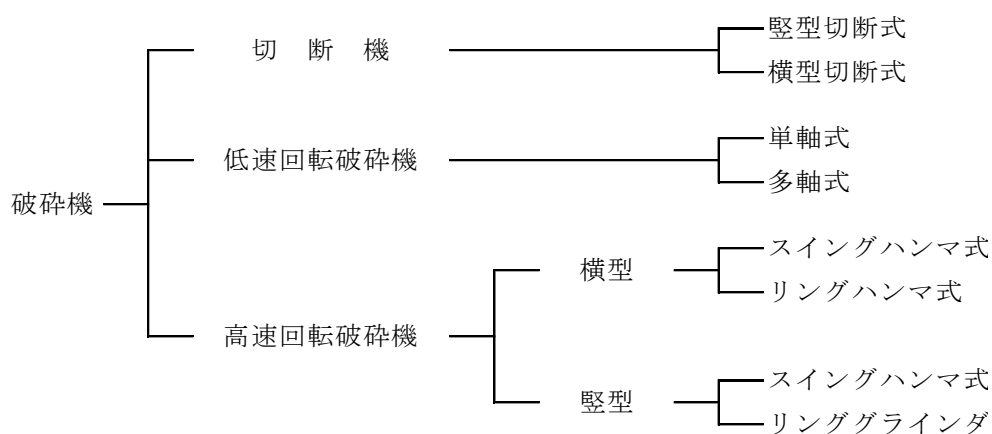 破砕機
切断機
竪型切断式
横型切断式
低速回転破砕機
単軸式
多軸式
高速回転破砕機
横型
スイングハンマ式
リングハンマ式
竪型
スイングハンマ式
リンググラインダ